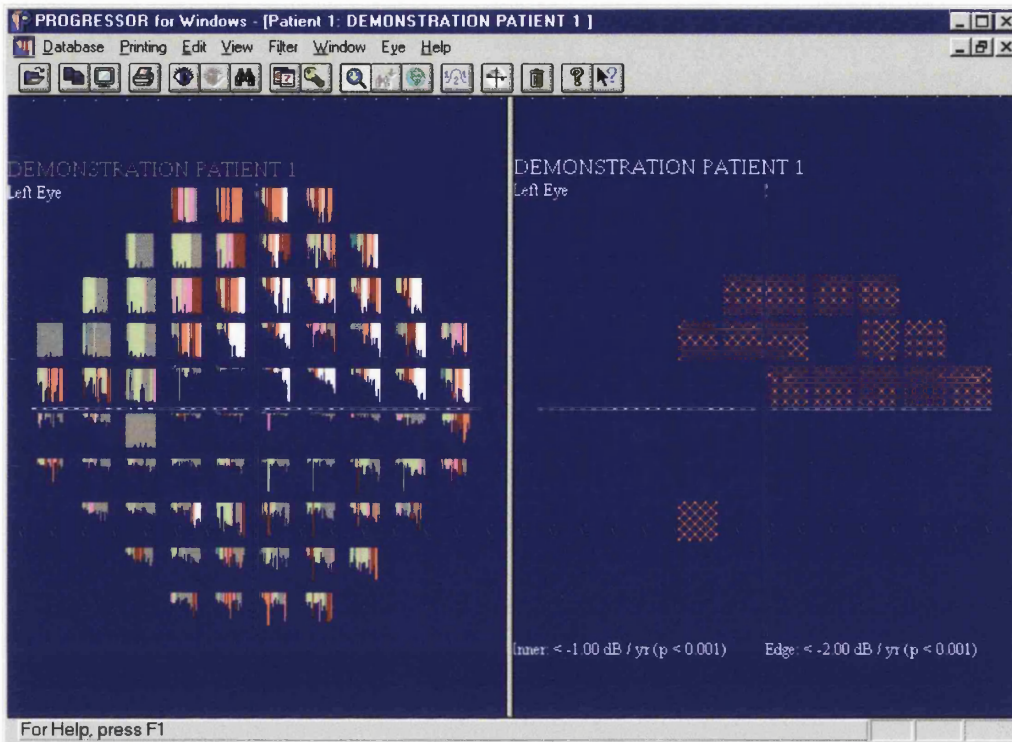 PROGRESSOR for Windows - [Patient 1: DEMONSTRATION PATIENT 1 ]
Database Printing Edit View Filter Window Eye Help
DEMONSTRATION PATIENT 1
Left Eye
DEMONSTRATION PATIENT 1
Left Eye
Inner: < -1.00 dB / yr (p < 0.001) Edge: < -2.00 dB / yr (p < 0.001)
For Help, press F1